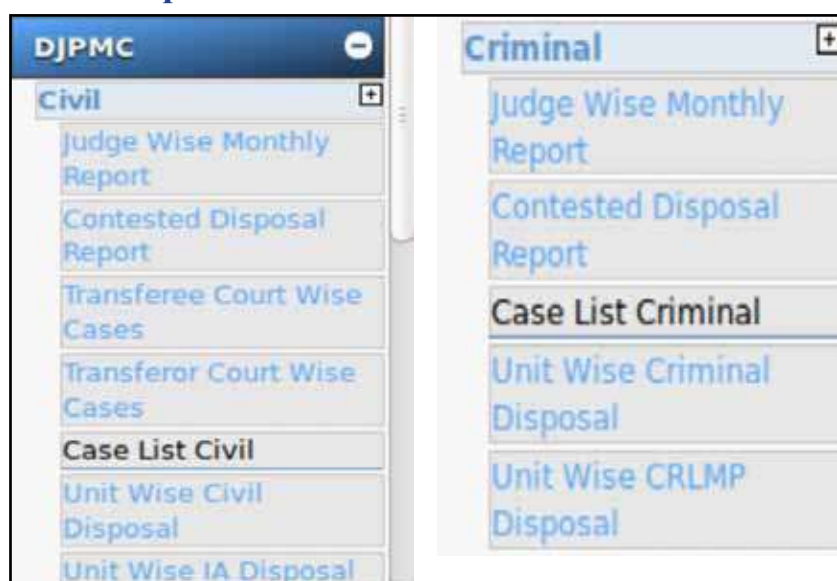 DJPMC
Civil
Judge Wise Monthly
Report
Contested Disposal
Report
Transferee Court Wise
Cases
Transferor Court Wise
Cases
Case List Civil
Unit Wise Civil
Disposal
Unit Wise IA Disposal
Criminal
Judge Wise Monthly
Report
Contested Disposal
Report
Case List Criminal
Unit Wise Criminal
Disposal
Unit Wise CRLMP
Disposal